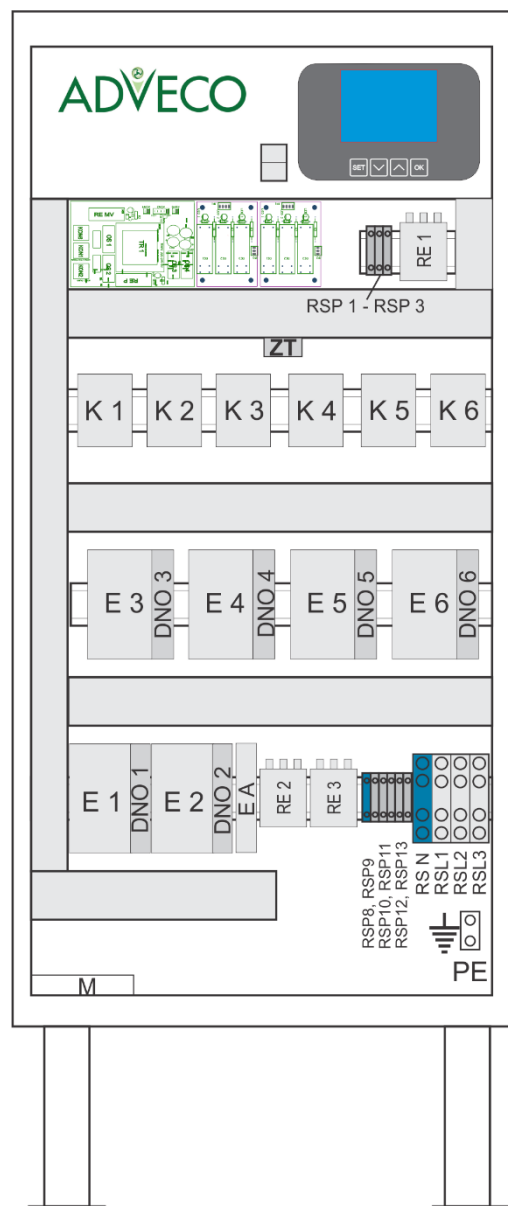 ADVECO
SET
OK
RE MV
TR 1
RE P
RE 1
RSP 1 - RSP 3
ZT
K 1
K 2
K 3
K 4
K 5
K 6
E 3
DNO 3
E 4
DNO 4
E 5
DNO 5
E 6
DNO 6
E 1
DNO 1
E 2
DNO 2
E A
RE 2
RE 3
RSP8, RSP9
RSP10, RSP11
RSP12, RSP13
RS N
RSL1
RSL2
RSL3
PE
M